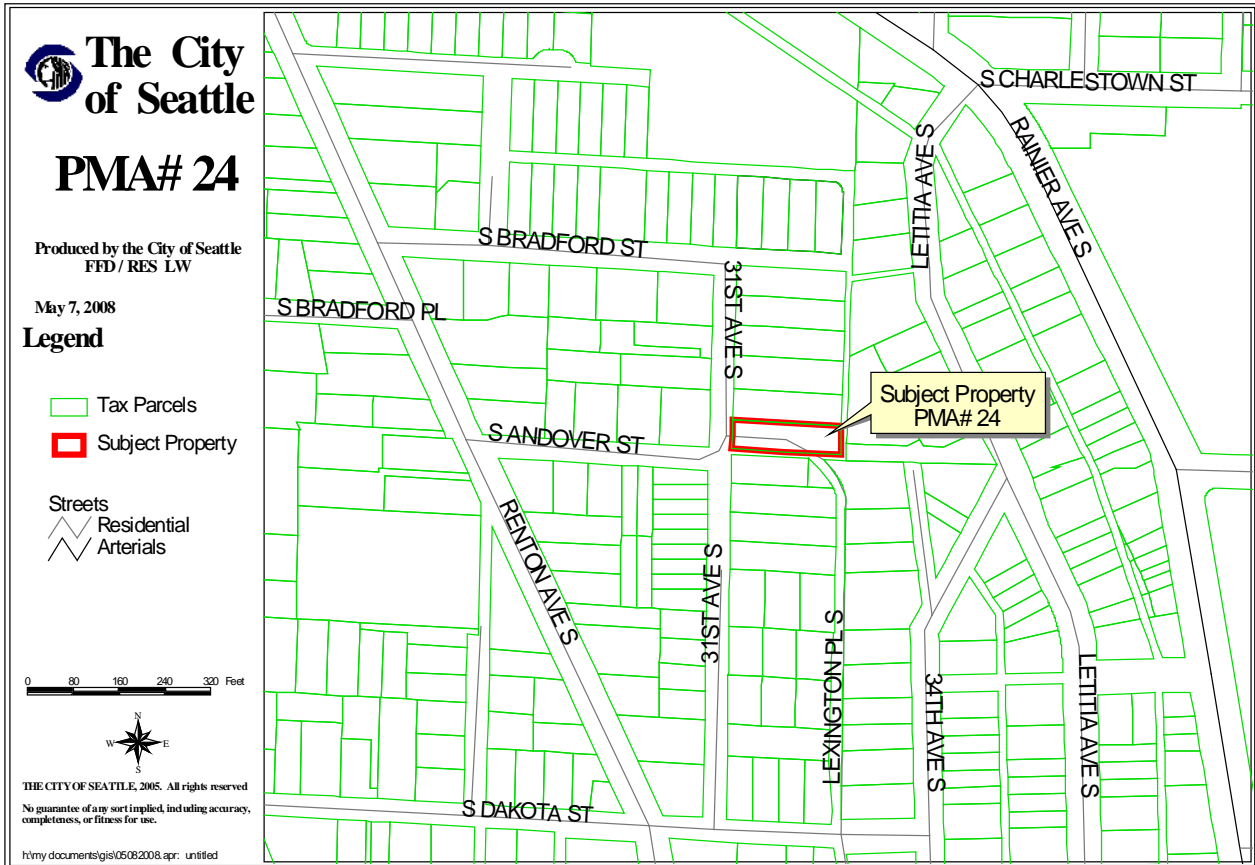 The City
of Seattle
PMA# 24
Produced by the City of Seattle
FFD / RES LW
May 7, 2008
Legend
Tax Parcels
Subject Property
Streets
Residential
Arterials
0 80 160 240 320 Feet
N
W E
S
THE CITY OF SEATTLE, 2005. All rights reserved
No guarantee of any sort implied, including accuracy,
completeness, or fitness for use.
h:\my documents\gis\05082008.apr: untitled
S CHARLESTOWN ST
RAINIER AVE S
LETITIA AVE S
S BRADFORD ST
31ST AVE S
S BRADFORD PL
Subject Property
PMA# 24
S ANDOVER ST
RENTON AVE S
31ST AVE S
LEXINGTON PL S
34TH AVE S
LETITIA AVE S
S DAKOTA ST